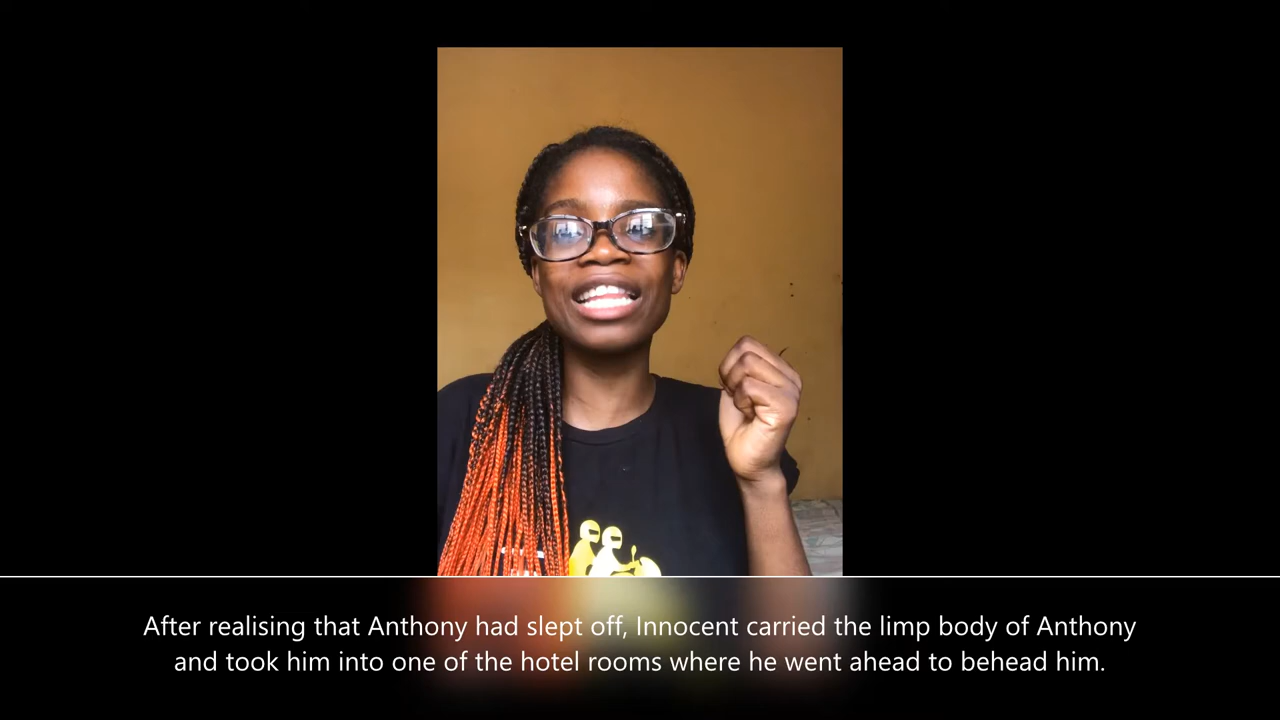 After realising that Anthony had slept off, Innocent carried the limp body of Anthony
and took him into one of the hotel rooms where he went ahead to behead him.